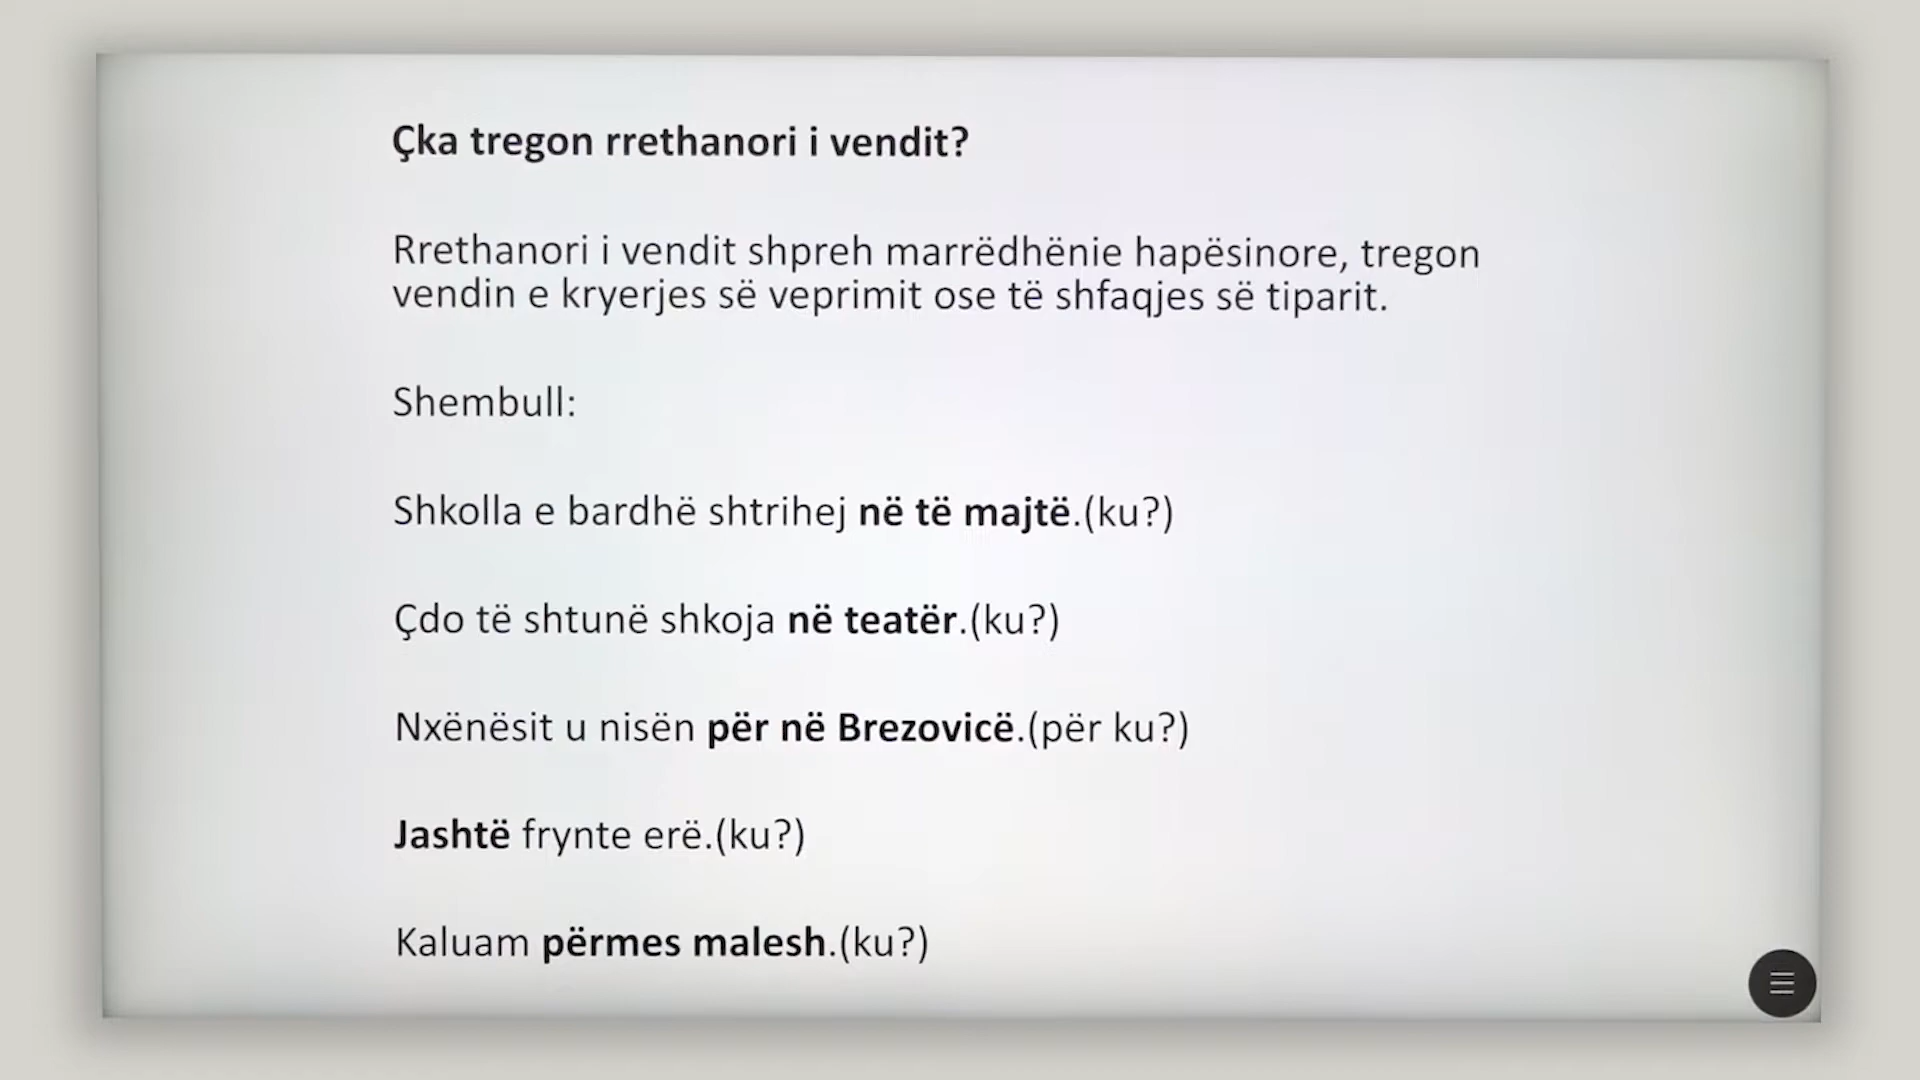 Çka tregon rrethanori i vendit?
Rrethanori i vendit shpreh marrëdhënie hapësinore, tregon
vendin e kryerjes së veprimit ose të shfaqjes së tiparit.
Shembull:
Shkolla e bardhë shtrihej në të majtë.(ku?)
Çdo të shtunë shkoja në teatër.(ku?)
Nxënësit u nisën për në Brezovicë.(për ku?)
Jashtë frynte erë.(ku?)
Kaluam përmes malesh.(ku?)